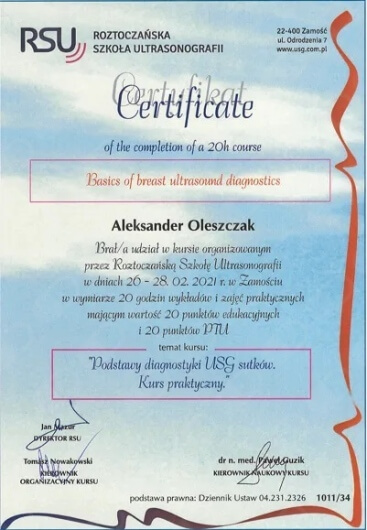 RSU
ROZTOCZAŃSKA
SZKOŁA ULTRASONOGRAFII
22-400 Zamość
ul. Odrodzenia 7
www.usg.com.pl
Certyfikat
Certificate
of the completion of a 20h course
Basics of breast ultrasound diagnostics
Aleksander Oleszczak
Brał/a udział w kursie organizowanym
przez Roztoczańską Szkołę Ultrasonografii
w dniach 26 - 28. 02. 2021 r. w Zamościu
w wymiarze 20 godzin wykładów i zajęć praktycznych
mającym wartość 20 punktów edukacyjnych
i 20 punktów PTU
temat kursu:
"Podstawy diagnostyki USG sutków.
Kurs praktyczny."
Jan Mazur
DYREKTOR RSU
Tomasz Nowakowski
KIEROWNIK
ORGANIZACYJNY KURSU
dr n. med. Paweł Guzik
KIEROWNIK NAUKOWY KURSU
podstawa prawna: Dziennik Ustaw 04.231.2326 1011/34